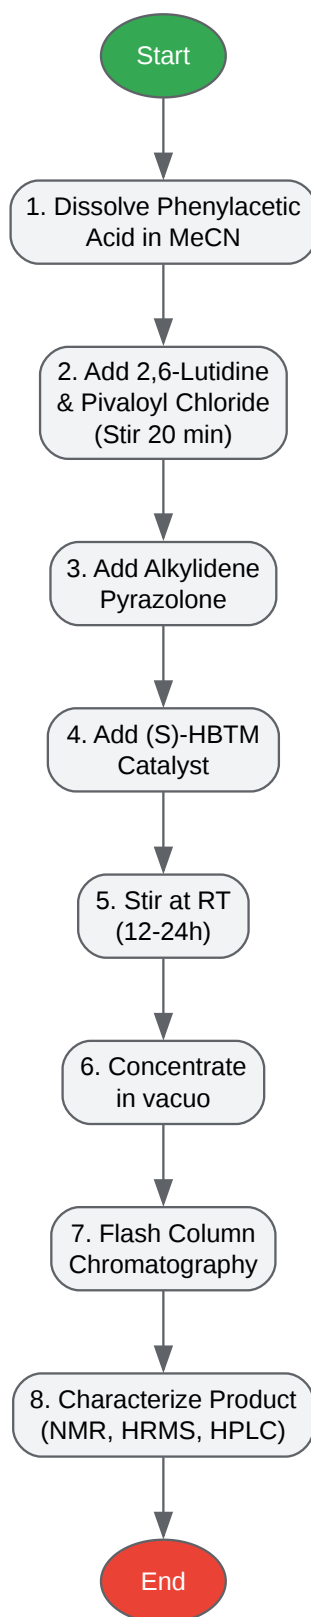 Start
1. Dissolve Phenylacetic
Acid in MeCN
2. Add 2,6-Lutidine
& Pivaloyl Chloride
(Stir 20 min)
3. Add Alkylidene
Pyrazolone
4. Add (S)-HBTM
Catalyst
5. Stir at RT
(12-24h)
6. Concentrate
in vacuo
7. Flash Column
Chromatography
8. Characterize Product
(NMR, HRMS, HPLC)
End